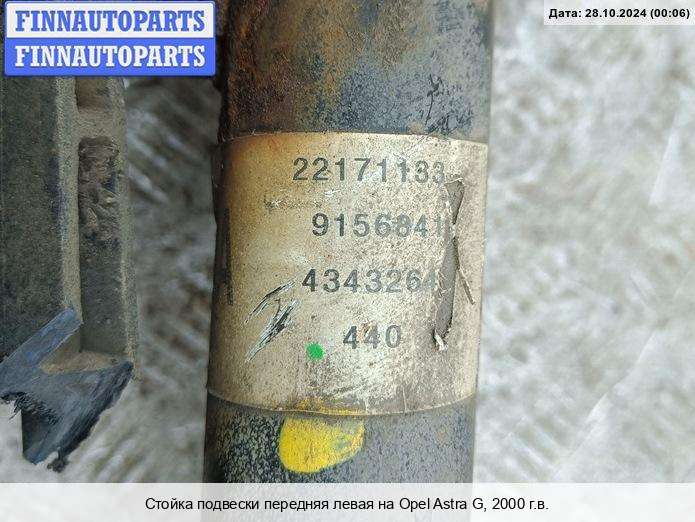 FINNAUTOPARTS
FINNAUTOPARTS
Дата: 28.10.2024 (00:06)
22171133
9156841
4343264
440
Стойка подвески передняя левая на Opel Astra G, 2000 г.в.